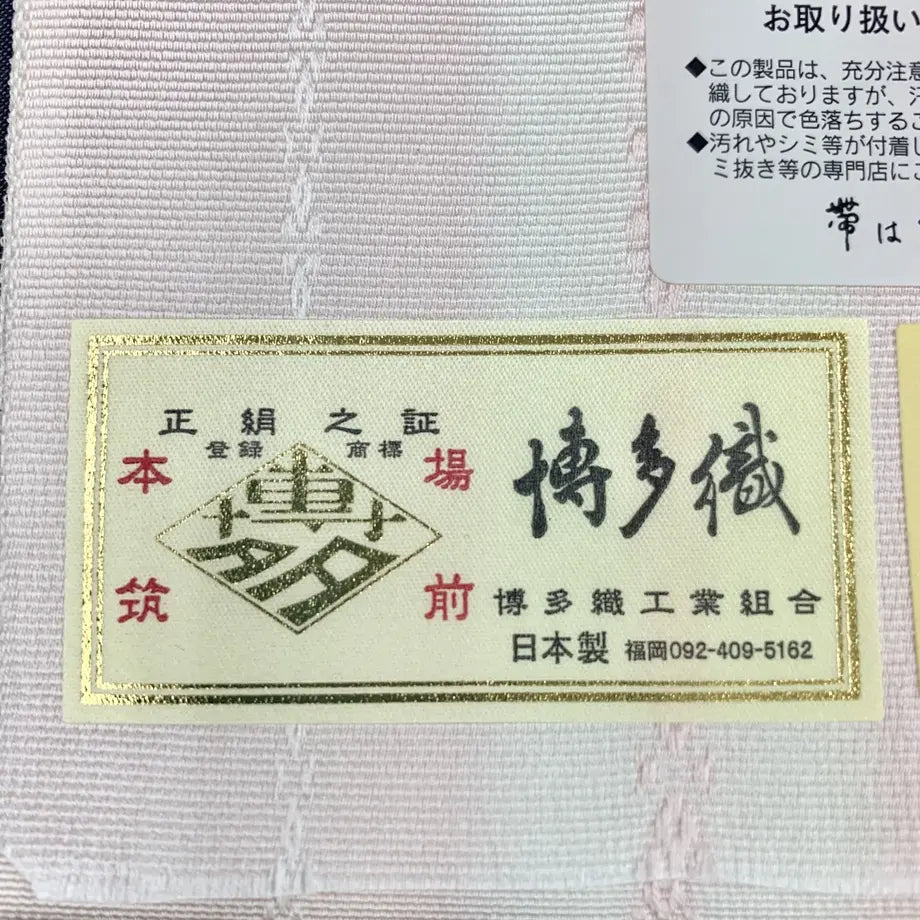 お取り扱い
◆この製品は、充分注意
織しておりますが、汗
の原因で色落ちするこ
◆汚れやシミ等が付着し
ミ抜き等の専門店にご
帯は
正絹之証
登録商標
本場
筑前
博多
博多織
博多織工業組合
日本製 福岡092-409-5162